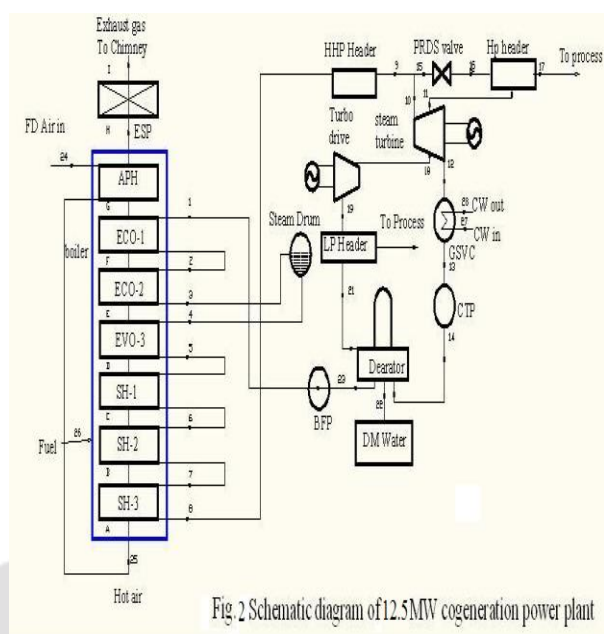 Exhaust gas
To Chimney
I
H
ESP
FD Air in
24
APH
G
boiler
ECO-1
F
ECO-2
E
EVO-3
D
SH-1
C
SH-2
D
SH-3
A
Fuel
26
25
Hot air
1
2
3
4
5
6
7
8
Steam Drum
HHP Header
9
15
PRDS valve
16
Hp header
17
To process
10
11
Turbo
drive
steam
turbine
18
12
19
To Process
LP Header
21
28
CW out
27
CW in
GSVC
13
CTP
14
Dearator
23
BFP
22
DM Water
Fig. 2 Schematic diagram of 12.5MW cogeneration power plant